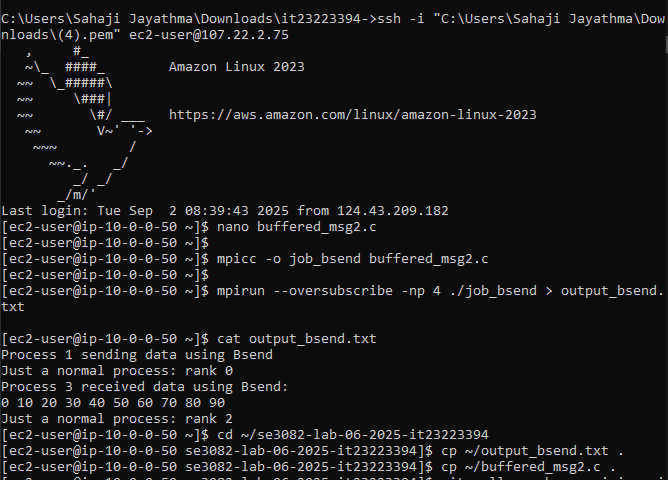 C:\Users\Sahaji Jayathma\Downloads\it23223394->ssh -i "C:\Users\Sahaji Jayathma\Dow
nloads\(4).pem" ec2-user@107.22.2.75
   ,     #_
   ~\_  ####_        Amazon Linux 2023
  ~~  \_#####\
  ~~     \###|
  ~~       \#/ ___   https://aws.amazon.com/linux/amazon-linux-2023
   ~~       V~' '->
    ~~~         /
      ~~._.   _/
         _/ _/
       _/m/'
Last login: Tue Sep  2 08:39:43 2025 from 124.43.209.182
[ec2-user@ip-10-0-0-50 ~]$ nano buffered_msg2.c
[ec2-user@ip-10-0-0-50 ~]$
[ec2-user@ip-10-0-0-50 ~]$ mpicc -o job_bsend buffered_msg2.c
[ec2-user@ip-10-0-0-50 ~]$
[ec2-user@ip-10-0-0-50 ~]$ mpirun --oversubscribe -np 4 ./job_bsend > output_bsend.
txt
[ec2-user@ip-10-0-0-50 ~]$ cat output_bsend.txt
Process 1 sending data using Bsend
Just a normal process: rank 0
Process 3 received data using Bsend:
0 10 20 30 40 50 60 70 80 90
Just a normal process: rank 2
[ec2-user@ip-10-0-0-50 ~]$ cd ~/se3082-lab-06-2025-it23223394
[ec2-user@ip-10-0-0-50 se3082-lab-06-2025-it23223394]$ cp ~/output_bsend.txt .
[ec2-user@ip-10-0-0-50 se3082-lab-06-2025-it23223394]$ cp ~/buffered_msg2.c .